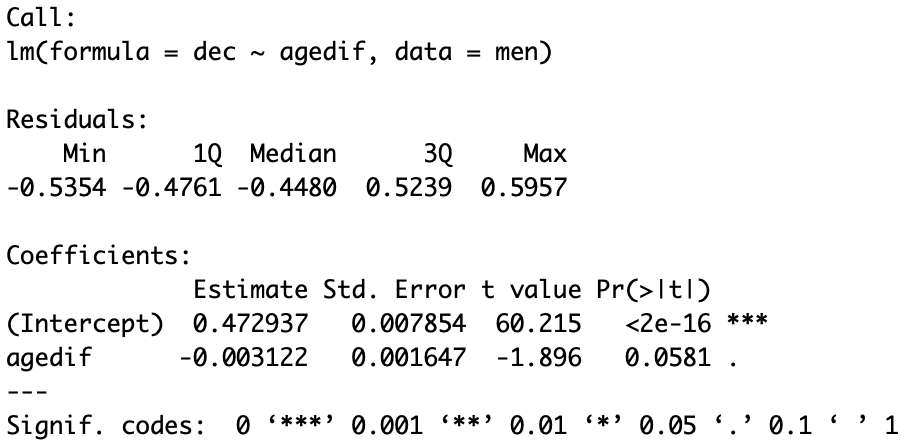 Call:
lm(formula = dec ~ agedif, data = men)
Residuals:
    Min      1Q  Median      3Q     Max
-0.5354 -0.4761 -0.4480  0.5239  0.5957
Coefficients:
             Estimate Std. Error t value Pr(>|t|)
(Intercept)  0.472937   0.007854  60.215   <2e-16 ***
agedif      -0.003122   0.001647  -1.896   0.0581 .
---
Signif. codes:  0 ‘***’ 0.001 ‘**’ 0.01 ‘*’ 0.05 ‘.’ 0.1 ‘ ’ 1